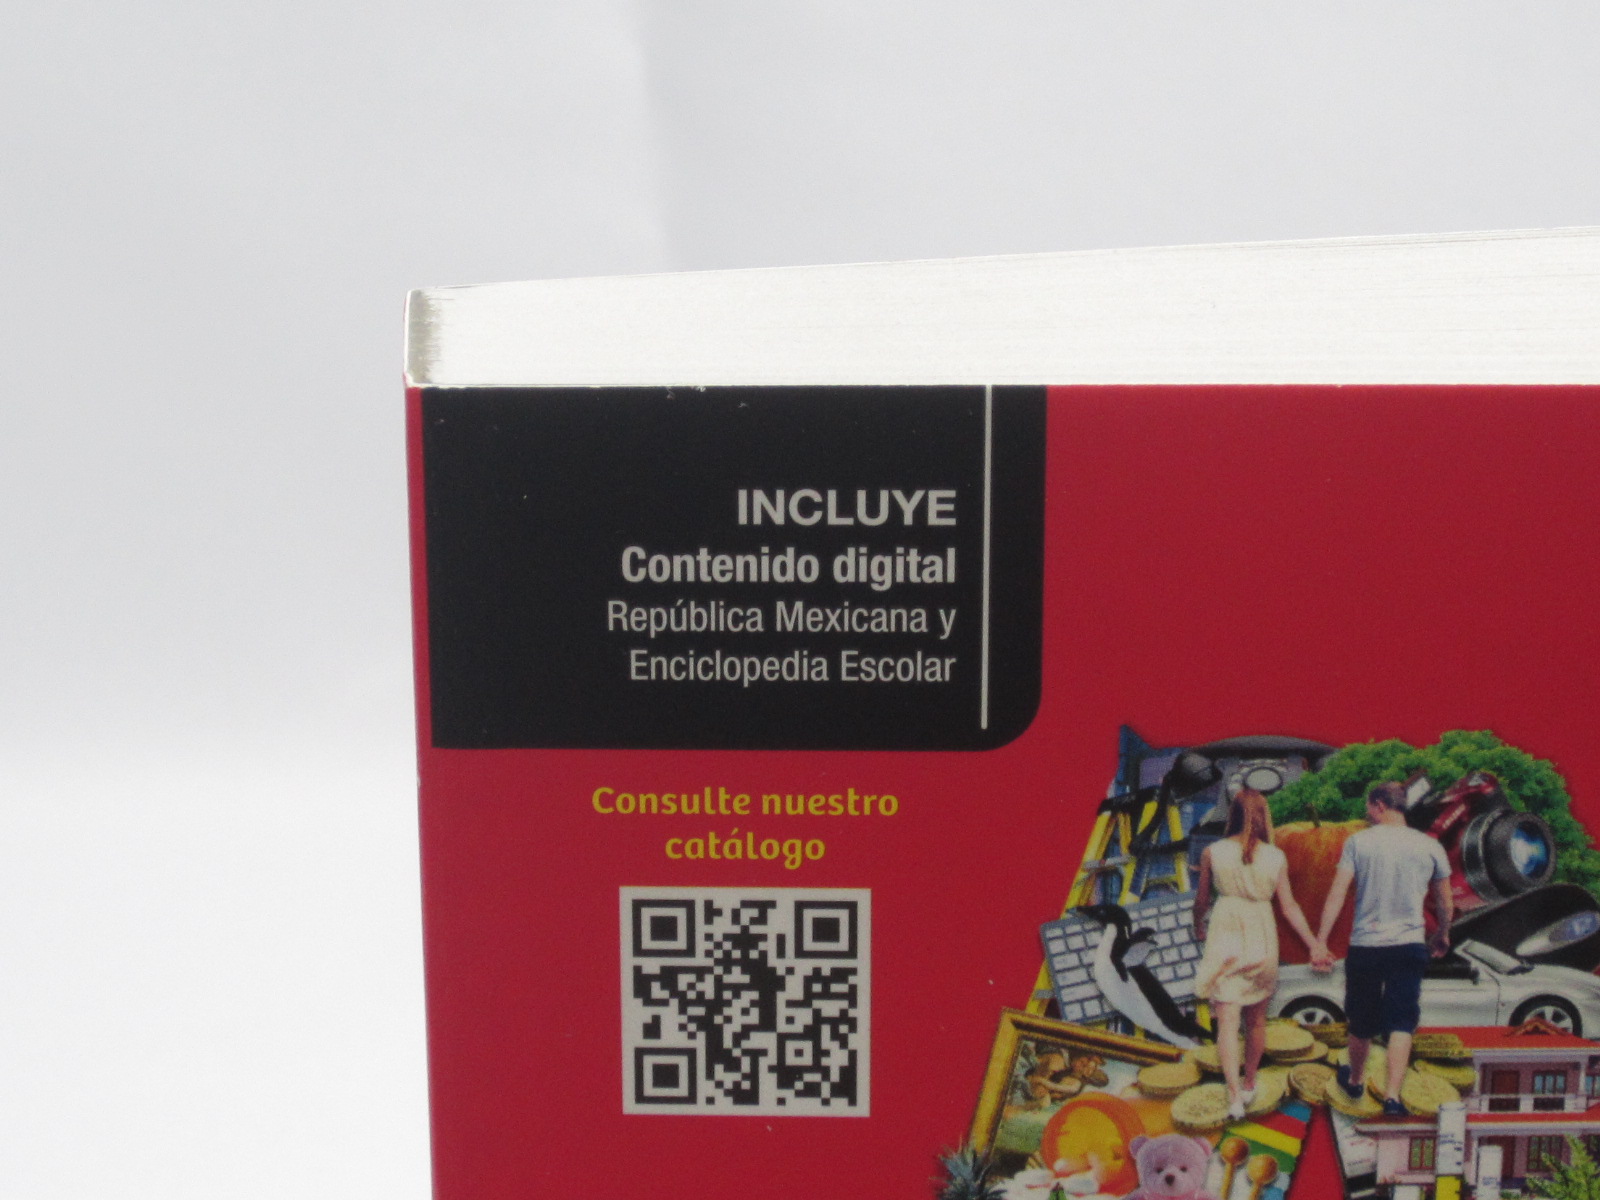 INCLUYE
Contenido digital
República Mexicana y
Enciclopedia Escolar
Consulte nuestro
catálogo